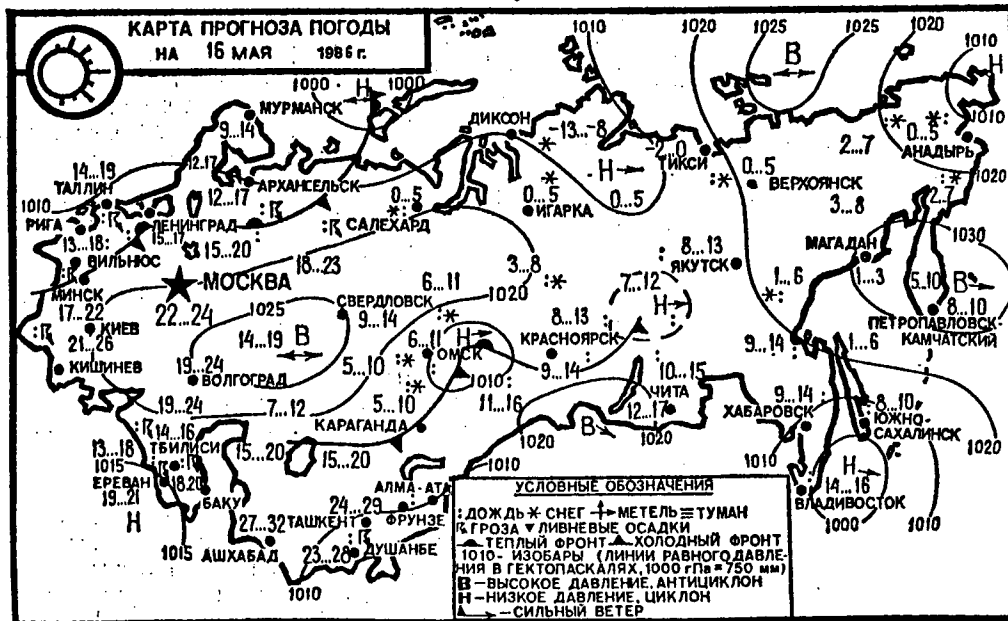 КАРТА ПРОГНОЗА ПОГОДЫ
НА 16 МАЯ 1986 г.
1010
1020
1025
1025
1020
1010
1000
Н
1000
В
Н
МУРМАНСК
9...14
ДИКСОН
-13...-8
ТИКСИ
1010
2...7
0...5
АНАДЫРЬ
14...19
12...17
ТАЛЛИН
АРХАНГЕЛЬСК
12...17
Н
0...5
0...5
0...5
ВЕРХОЯНСК
1020
1010
РИГА
ЛЕНИНГРАД
15...17
САЛЕХАРД
0...5
ИГАРКА
3...8
2...7
1030
13...18
ВИЛЬНЮС
15...20
МОСКВА
18...23
8...13
ЯКУТСК
МАГАДАН
1...3
МИНСК
22...24
6...11
3...8
7...12
1...6
5...10
В
17...22
КИЕВ
1025
СВЕРДЛОВСК
9...14
1020
Н
8...10
ПЕТРОПАВЛОВСК-
КАМЧАТСКИЙ
21...26
14...19
В
6...11
ОМСК
Н
8...13
КРАСНОЯРСК
9...14
1...6
КИШИНЕВ
19...24
ВОЛГОГРАД
5...10
1010
9...14
10...15
ЧИТА
12...17
9...14
8...10
19...24
7...12
5...10
11...16
ХАБАРОВСК
ЮЖНО-
САХАЛИНСК
14...16
КАРАГАНДА
1020
В
1020
1020
13...18
ТБИЛИСИ
15...20
15...20
1010
1010
Н
1015
ЕРЕВАН
18...20
19...21
БАКУ
АЛМА-АТА
14...16
ВЛАДИВОСТОК
Н
24...29
ФРУНЗЕ
1000
1010
27...32
ТАШКЕНТ
1015
АШХАБАД
23...28
ДУШАНБЕ
1010
УСЛОВНЫЕ ОБОЗНАЧЕНИЯ
ДОЖДЬ СНЕГ МЕТЕЛЬ ТУМАН
ГРОЗА ЛИВНЕВЫЕ ОСАДКИ
ТЕПЛЫЙ ФРОНТ ХОЛОДНЫЙ ФРОНТ
1010- ИЗОБАРЫ (ЛИНИИ РАВНОГО ДАВЛЕ-
НИЯ В ГЕКТОПАСКАЛЯХ, 1000 гПа = 750 мм)
В - ВЫСОКОЕ ДАВЛЕНИЕ, АНТИЦИКЛОН
Н - НИЗКОЕ ДАВЛЕНИЕ, ЦИКЛОН
- СИЛЬНЫЙ ВЕТЕР